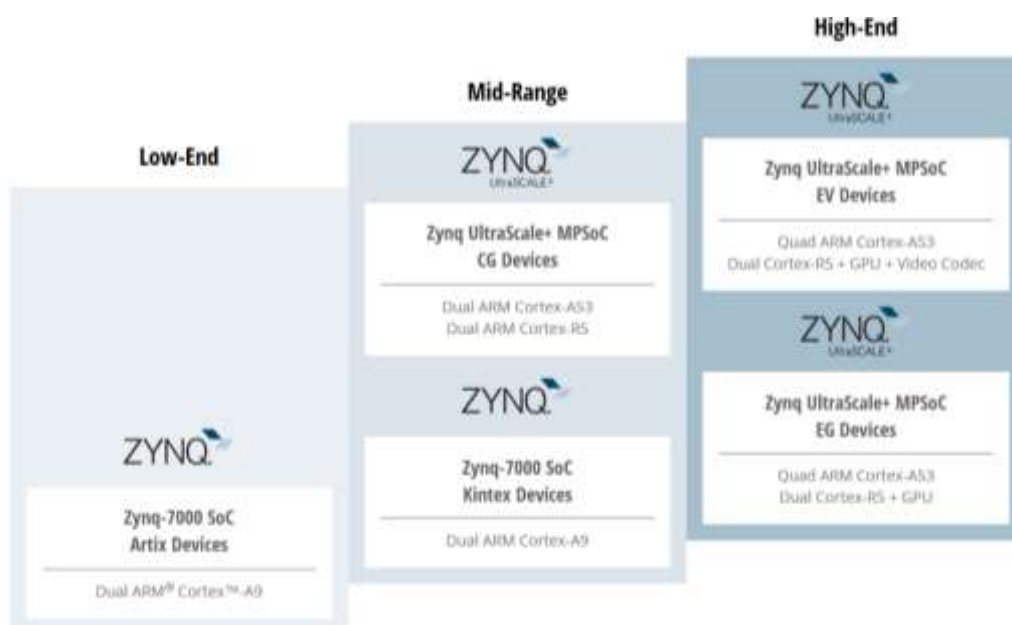 Low-End
ZYNQ
Zynq-7000 SoC
Artix Devices
Dual ARM® Cortex™-A9
Mid-Range
ZYNQ
UltraSCALE+
Zynq UltraScale+ MPSoC
CG Devices
Dual ARM Cortex-A53
Dual ARM Cortex-R5
ZYNQ
Zynq-7000 SoC
Kintex Devices
Dual ARM Cortex-A9
High-End
ZYNQ
UltraSCALE+
Zynq UltraScale+ MPSoC
EV Devices
Quad ARM Cortex-A53
Dual Cortex-R5 + GPU + Video Codec
ZYNQ
UltraSCALE+
Zynq UltraScale+ MPSoC
EG Devices
Quad ARM Cortex-A53
Dual Cortex-R5 + GPU